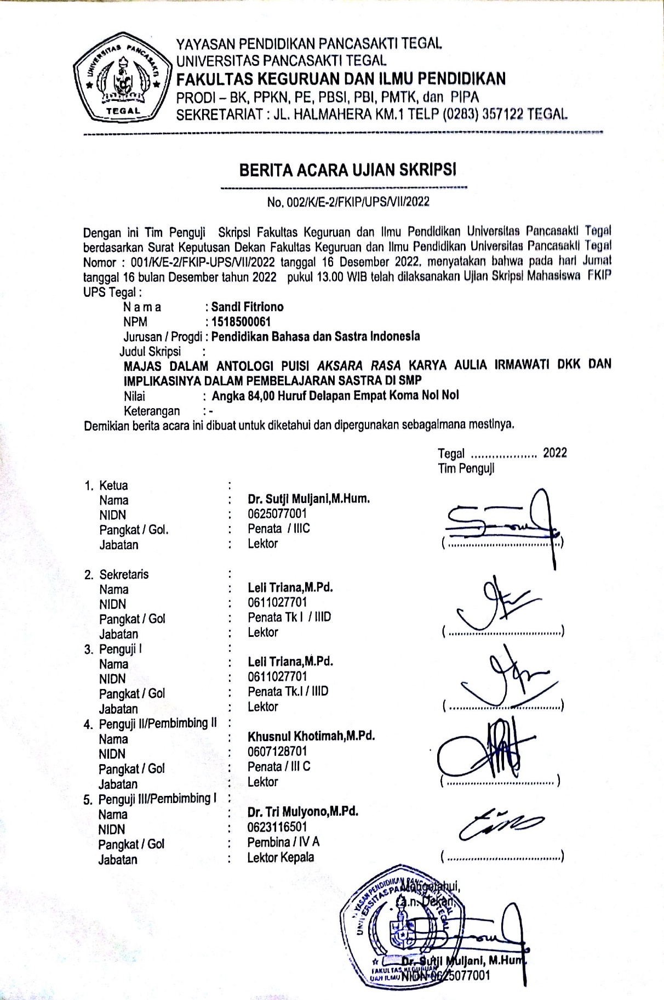 UNIVERSITAS PANCASAKTI
TEGAL
YAYASAN PENDIDIKAN PANCASAKTI TEGAL
UNIVERSITAS PANCASAKTI TEGAL
FAKULTAS KEGURUAN DAN ILMU PENDIDIKAN
PRODI – BK, PPKN, PE, PBSI, PBI, PMTK, dan PIPA
SEKRETARIAT : JL. HALMAHERA KM.1 TELP (0283) 357122 TEGAL
BERITA ACARA UJIAN SKRIPSI
No. 002/K/E-2/FKIP/UPS/VII/2022
Dengan ini Tim Penguji Skripsi Fakultas Keguruan dan Ilmu Pendidikan Universitas Pancasakti Tegal
berdasarkan Surat Keputusan Dekan Fakultas Keguruan dan Ilmu Pendidikan Universitas Pancasakti Tegal
Nomor : 001/K/E-2/FKIP-UPS/VII/2022 tanggal 16 Desember 2022, menyatakan bahwa pada hari Jumat
tanggal 16 bulan Desember tahun 2022 pukul 13.00 WIB telah dilaksanakan Ujian Skripsi Mahasiswa FKIP
UPS Tegal :
N a m a : Sandi Fitriono
NPM : 1518500061
Jurusan / Progdi : Pendidikan Bahasa dan Sastra Indonesia
Judul Skripsi :
MAJAS DALAM ANTOLOGI PUISI AKSARA RASA KARYA AULIA IRMAWATI DKK DAN
IMPLIKASINYA DALAM PEMBELAJARAN SASTRA DI SMP
Nilai : Angka 84,00 Huruf Delapan Empat Koma Nol Nol
Keterangan : -
Demikian berita acara ini dibuat untuk diketahui dan dipergunakan sebagaimana mestinya.
Tegal ................... 2022
Tim Penguji
1. Ketua :
Nama : Dr. Sutji Muljani,M.Hum.
NIDN : 0625077001
Pangkat / Gol. : Penata / IIIC
Jabatan : Lektor (....................................)
2. Sekretaris :
Nama : Leli Triana,M.Pd.
NIDN : 0611027701
Pangkat / Gol : Penata Tk I / IIID
Jabatan : Lektor (....................................)
3. Penguji I :
Nama : Leli Triana,M.Pd.
NIDN : 0611027701
Pangkat / Gol : Penata Tk.I / IIID
Jabatan : Lektor (....................................)
4. Penguji II/Pembimbing II :
Nama : Khusnul Khotimah,M.Pd.
NIDN : 0607128701
Pangkat / Gol : Penata / III C
Jabatan : Lektor (.................................... )
5. Penguji III/Pembimbing I :
Nama : Dr. Tri Mulyono,M.Pd.
NIDN : 0623116501
Pangkat / Gol : Pembina / IV A
Jabatan : Lektor Kepala (....................................)
Mengetahui,
a.n. Dekan
YAYASAN PENDIDIKAN PANCASAKTI TEGAL
UNIVERSITAS PANCASAKTI TEGAL
FAKULTAS KEGURUAN
DAN ILMU
Dr. Sutji Muljani, M.Hum.
NIDN 0625077001